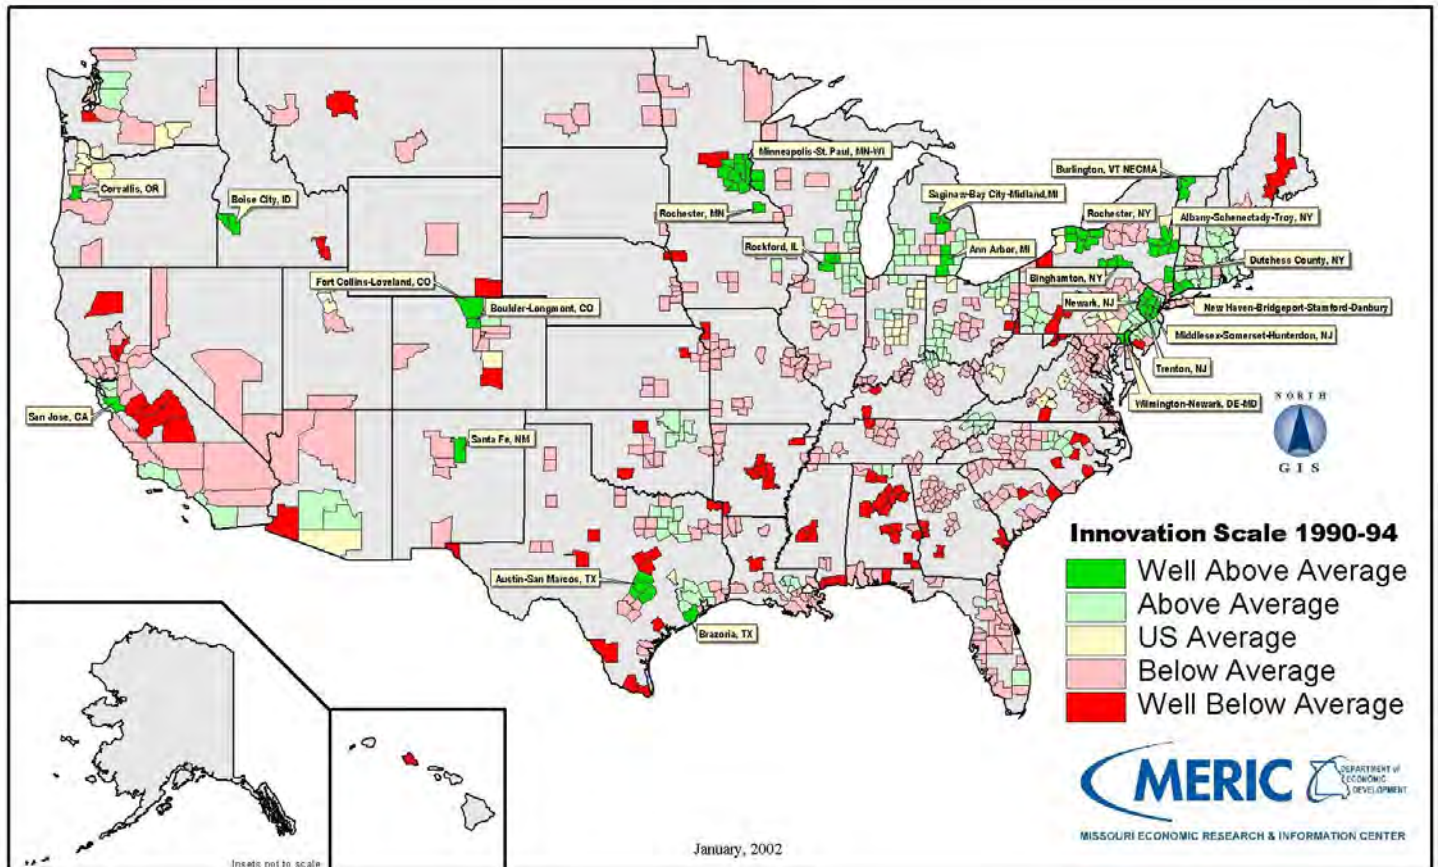 Minneapolis-St. Paul, MN-WI
Burlington, VT NECMA
Corvallis, OR
Boise City, ID
Saginaw-Bay City-Midland,MI
Rochester, MN
Rochester, NY
Albany-Schenectady-Troy, NY
Rockford, IL
Ann Arbor, MI
Dutchess County, NY
Fort Collins-Loveland, CO
Binghamton, NY
Boulder-Longmont, CO
Newark, NJ
New Haven-Bridgeport-Stamford-Danbury
Middlesex-Somerset-Hunterdon, NJ
Trenton, NJ
San Jose, CA
Wilmington-Newark, DE-MD
Santa Fe, NM
NORTH
GIS
Austin-San Marcos, TX
Brazoria, TX
Innovation Scale 1990-94
Well Above Average
Above Average
US Average
Below Average
Well Below Average
MERIC
DEPARTMENT of
ECONOMIC
DEVELOPMENT
MISSOURI ECONOMIC RESEARCH & INFORMATION CENTER
January, 2002
Insets not to scale